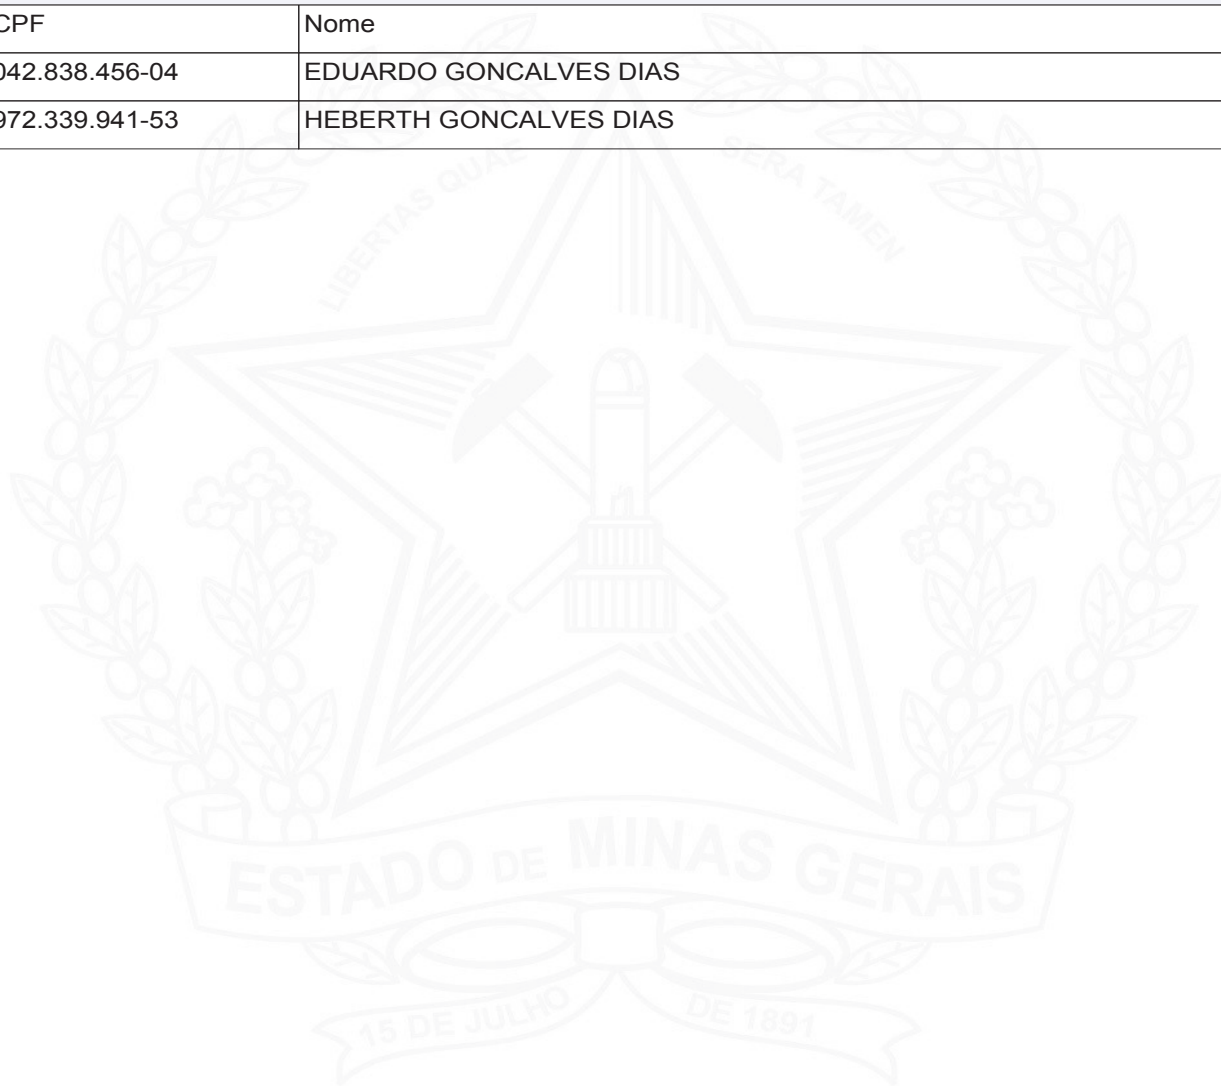 CPF Nome
042.838.456-04 EDUARDO GONCALVES DIAS
972.339.941-53 HEBERTH GONCALVES DIAS
LIBERTAS QUAE SERA TAMEN
ESTADO DE MINAS GERAIS
15 DE JULHO DE 1891